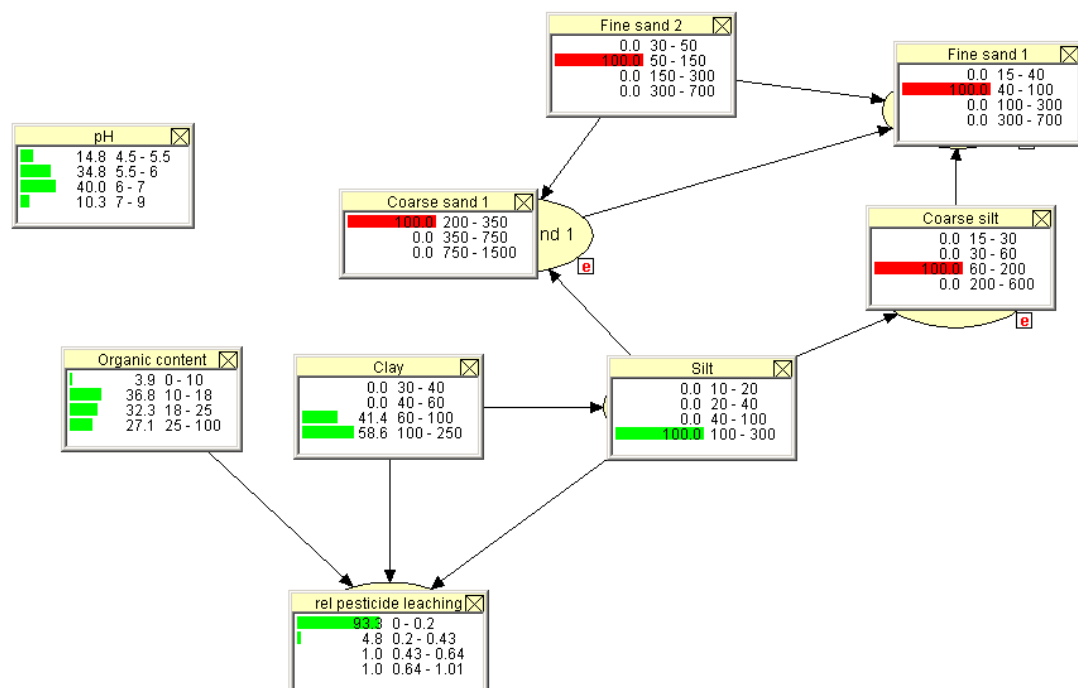 Fine sand 2
0.0 30 - 50
100.0 50 - 150
0.0 150 - 300
0.0 300 - 700
Fine sand 1
0.0 15 - 40
100.0 40 - 100
0.0 100 - 300
0.0 300 - 700
pH
14.8 4.5 - 5.5
34.8 5.5 - 6
40.0 6 - 7
10.3 7 - 9
Coarse sand 1
100.0 200 - 350
0.0 350 - 750
0.0 750 - 1500
nd 1
e
Coarse silt
0.0 15 - 30
0.0 30 - 60
100.0 60 - 200
0.0 200 - 600
e
Organic content
3.9 0 - 10
36.8 10 - 18
32.3 18 - 25
27.1 25 - 100
Clay
0.0 30 - 40
0.0 40 - 60
41.4 60 - 100
58.6 100 - 250
Silt
0.0 10 - 20
0.0 20 - 40
0.0 40 - 100
100.0 100 - 300
rel pesticide leaching
93.3 0 - 0.2
4.8 0.2 - 0.43
1.0 0.43 - 0.64
1.0 0.64 - 1.01